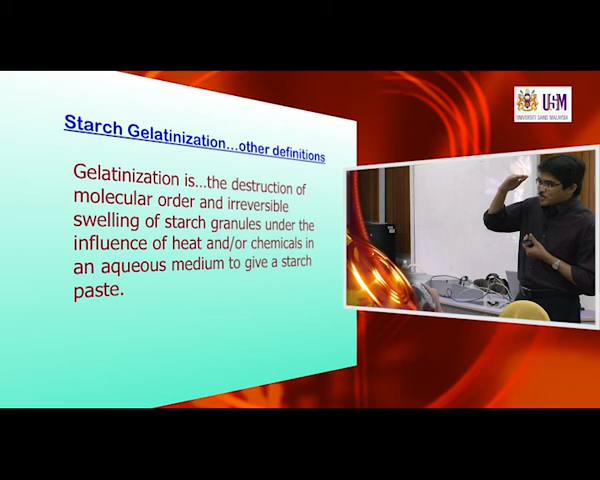 USM
UNIVERSITI SAINS MALAYSIA
Starch Gelatinization...other definitions
Gelatinization is...the destruction of
molecular order and irreversible
swelling of starch granules under the
influence of heat and/or chemicals in
an aqueous medium to give a starch
paste.